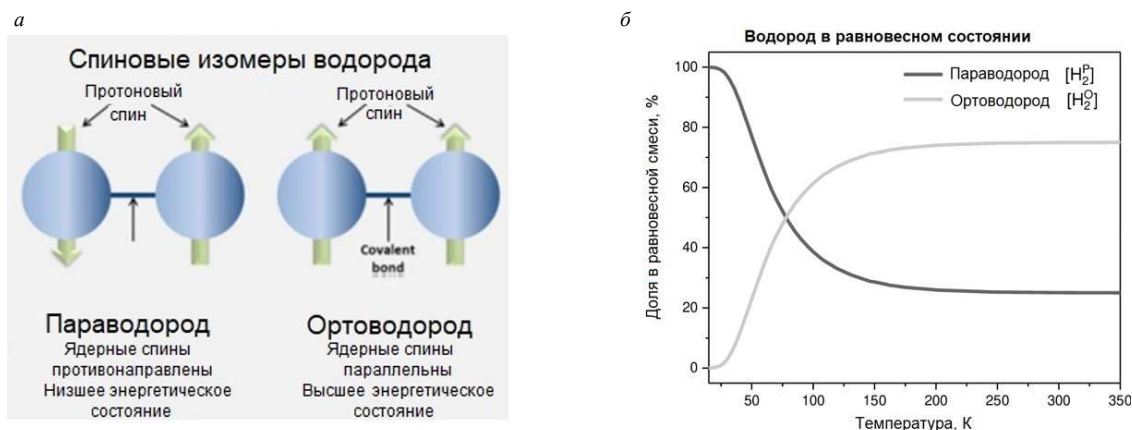 а
Спиновые изомеры водорода
Протоновый
спин
Протоновый
спин
Covalent
bond
Параводород
Ядерные спины
противонаправлены
Низшее энергетическое
состояние
Ортоводород
Ядерные спины
параллельны
Высшее энергетическое
состояние
б
Водород в равновесном состоянии
Доля в равновесной смеси, %
100
80
60
40
20
0
Параводород [H₂ᴾ]
Ортоводород [H₂ᴼ]
50 100 150 200 250 300 350
Температура, К